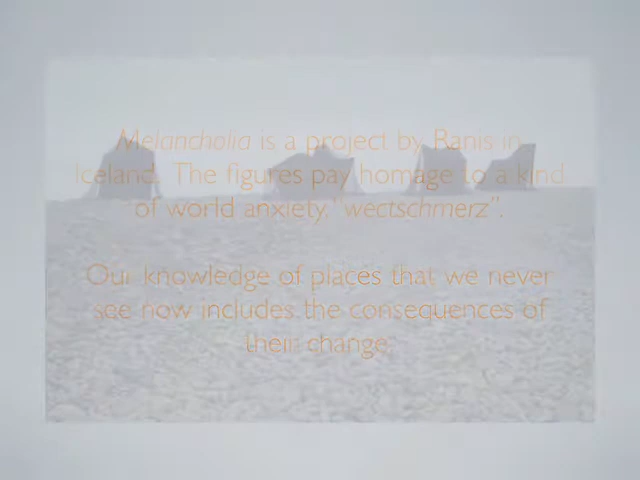 Melancholia is a project by Ranis in
Iceland. The figures pay homage to a kind
of world anxiety, "wectschmerz".
Our knowledge of places that we never
see now includes the consequences of
their change.